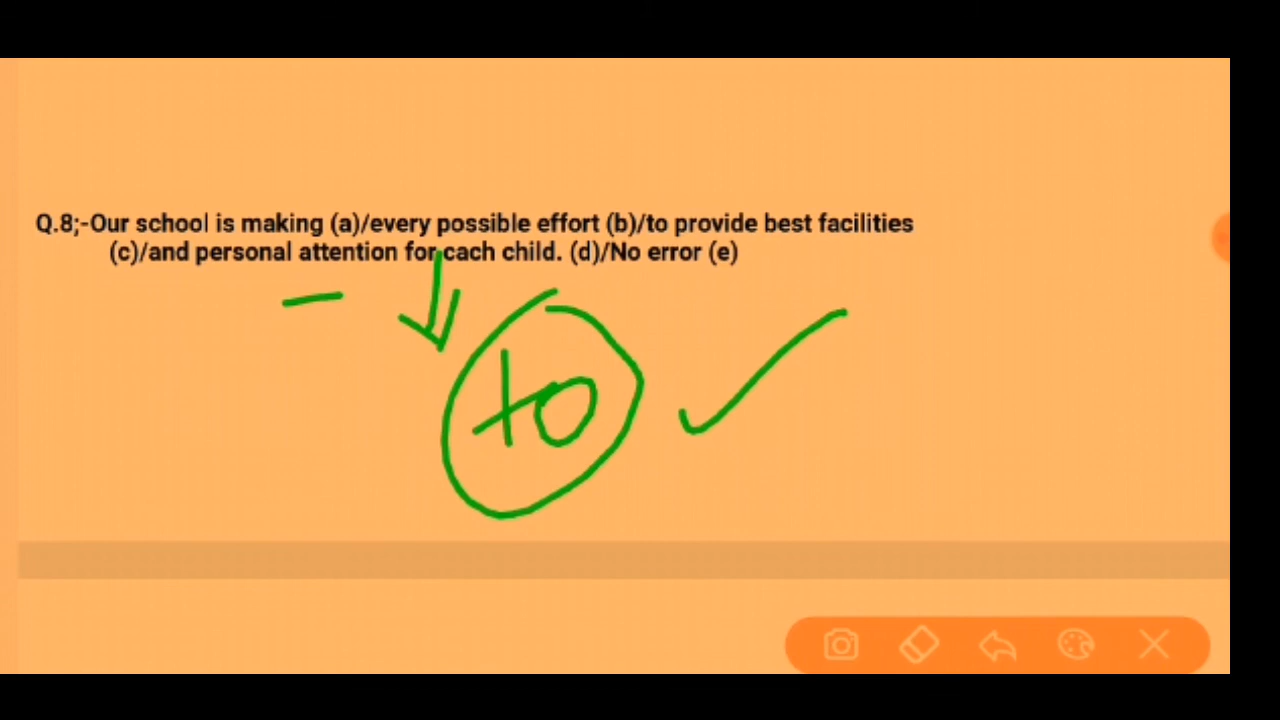 Q.8;-Our school is making (a)/every possible effort (b)/to provide best facilities
(c)/and personal attention for cach child. (d)/No error (e)
to